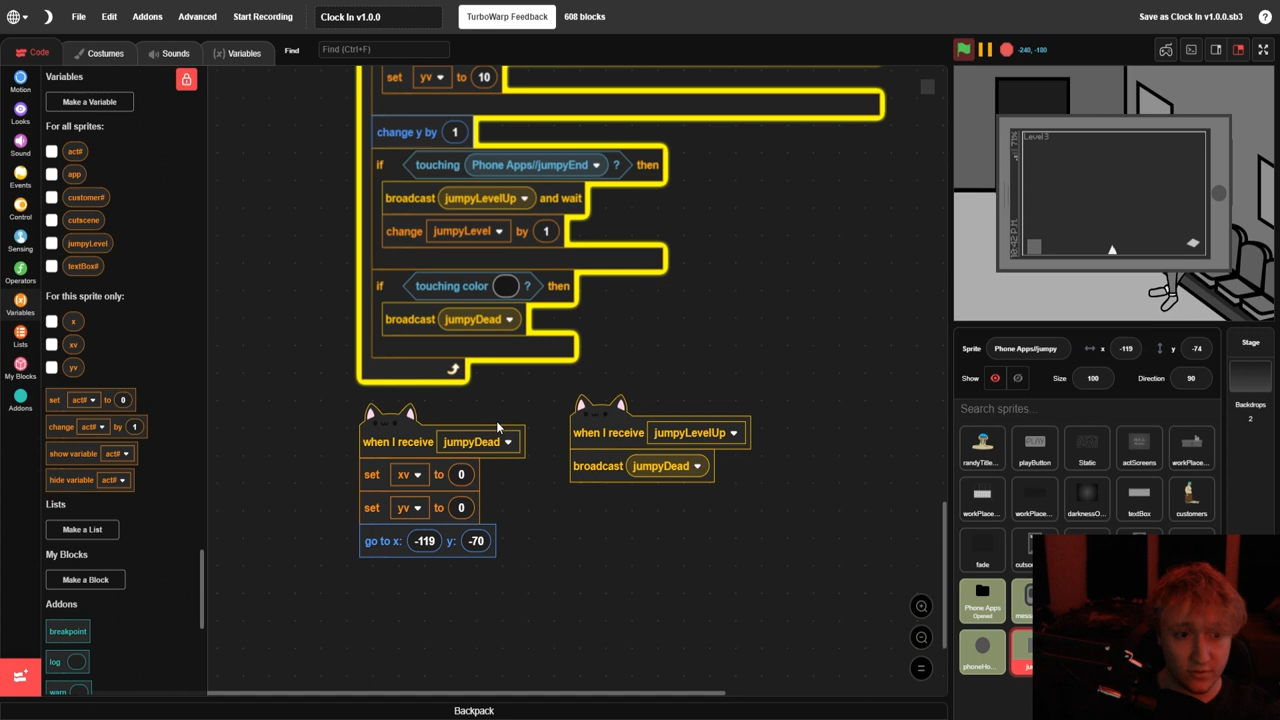 File Edit Addons Advanced Start Recording Clock In v1.0.0 TurboWarp Feedback 608 blocks Save as Clock In v1.0.0.sb3 ?
Code Costumes Sounds Variables Find Find (Ctrl+F) -240, -180
Motion
Looks
Sound
Events
Control
Sensing
Operators
Variables
Lists
My Blocks
Addons
Variables
Make a Variable
For all sprites:
act#
app
customer#
cutscene
jumpyLevel
textBox#
For this sprite only:
x
xv
yv
set act# to 0
change act# by 1
show variable act#
hide variable act#
Lists
Make a List
My Blocks
Make a Block
Addons
breakpoint
log
warn
set yv to 10
change y by 1
if touching Phone Apps//jumpyEnd ? then
broadcast jumpyLevelUp and wait
change jumpyLevel by 1
if touching color ? then
broadcast jumpyDead
when I receive jumpyDead
set xv to 0
set yv to 0
go to x: -119 y: -70
when I receive jumpyLevelUp
broadcast jumpyDead
Backpack
Level 3
71%
10:42 P.M.
Sprite Phone Apps//jumpy x -119 y -74
Show Size 100 Direction 90
Search sprites...
randyTitle... playButton Static actScreens workPlace...
workPlace... workPlace... darknessO... textBox customers
fade
Phone Apps
Opened
phoneHo...
Stage
Backdrops
2